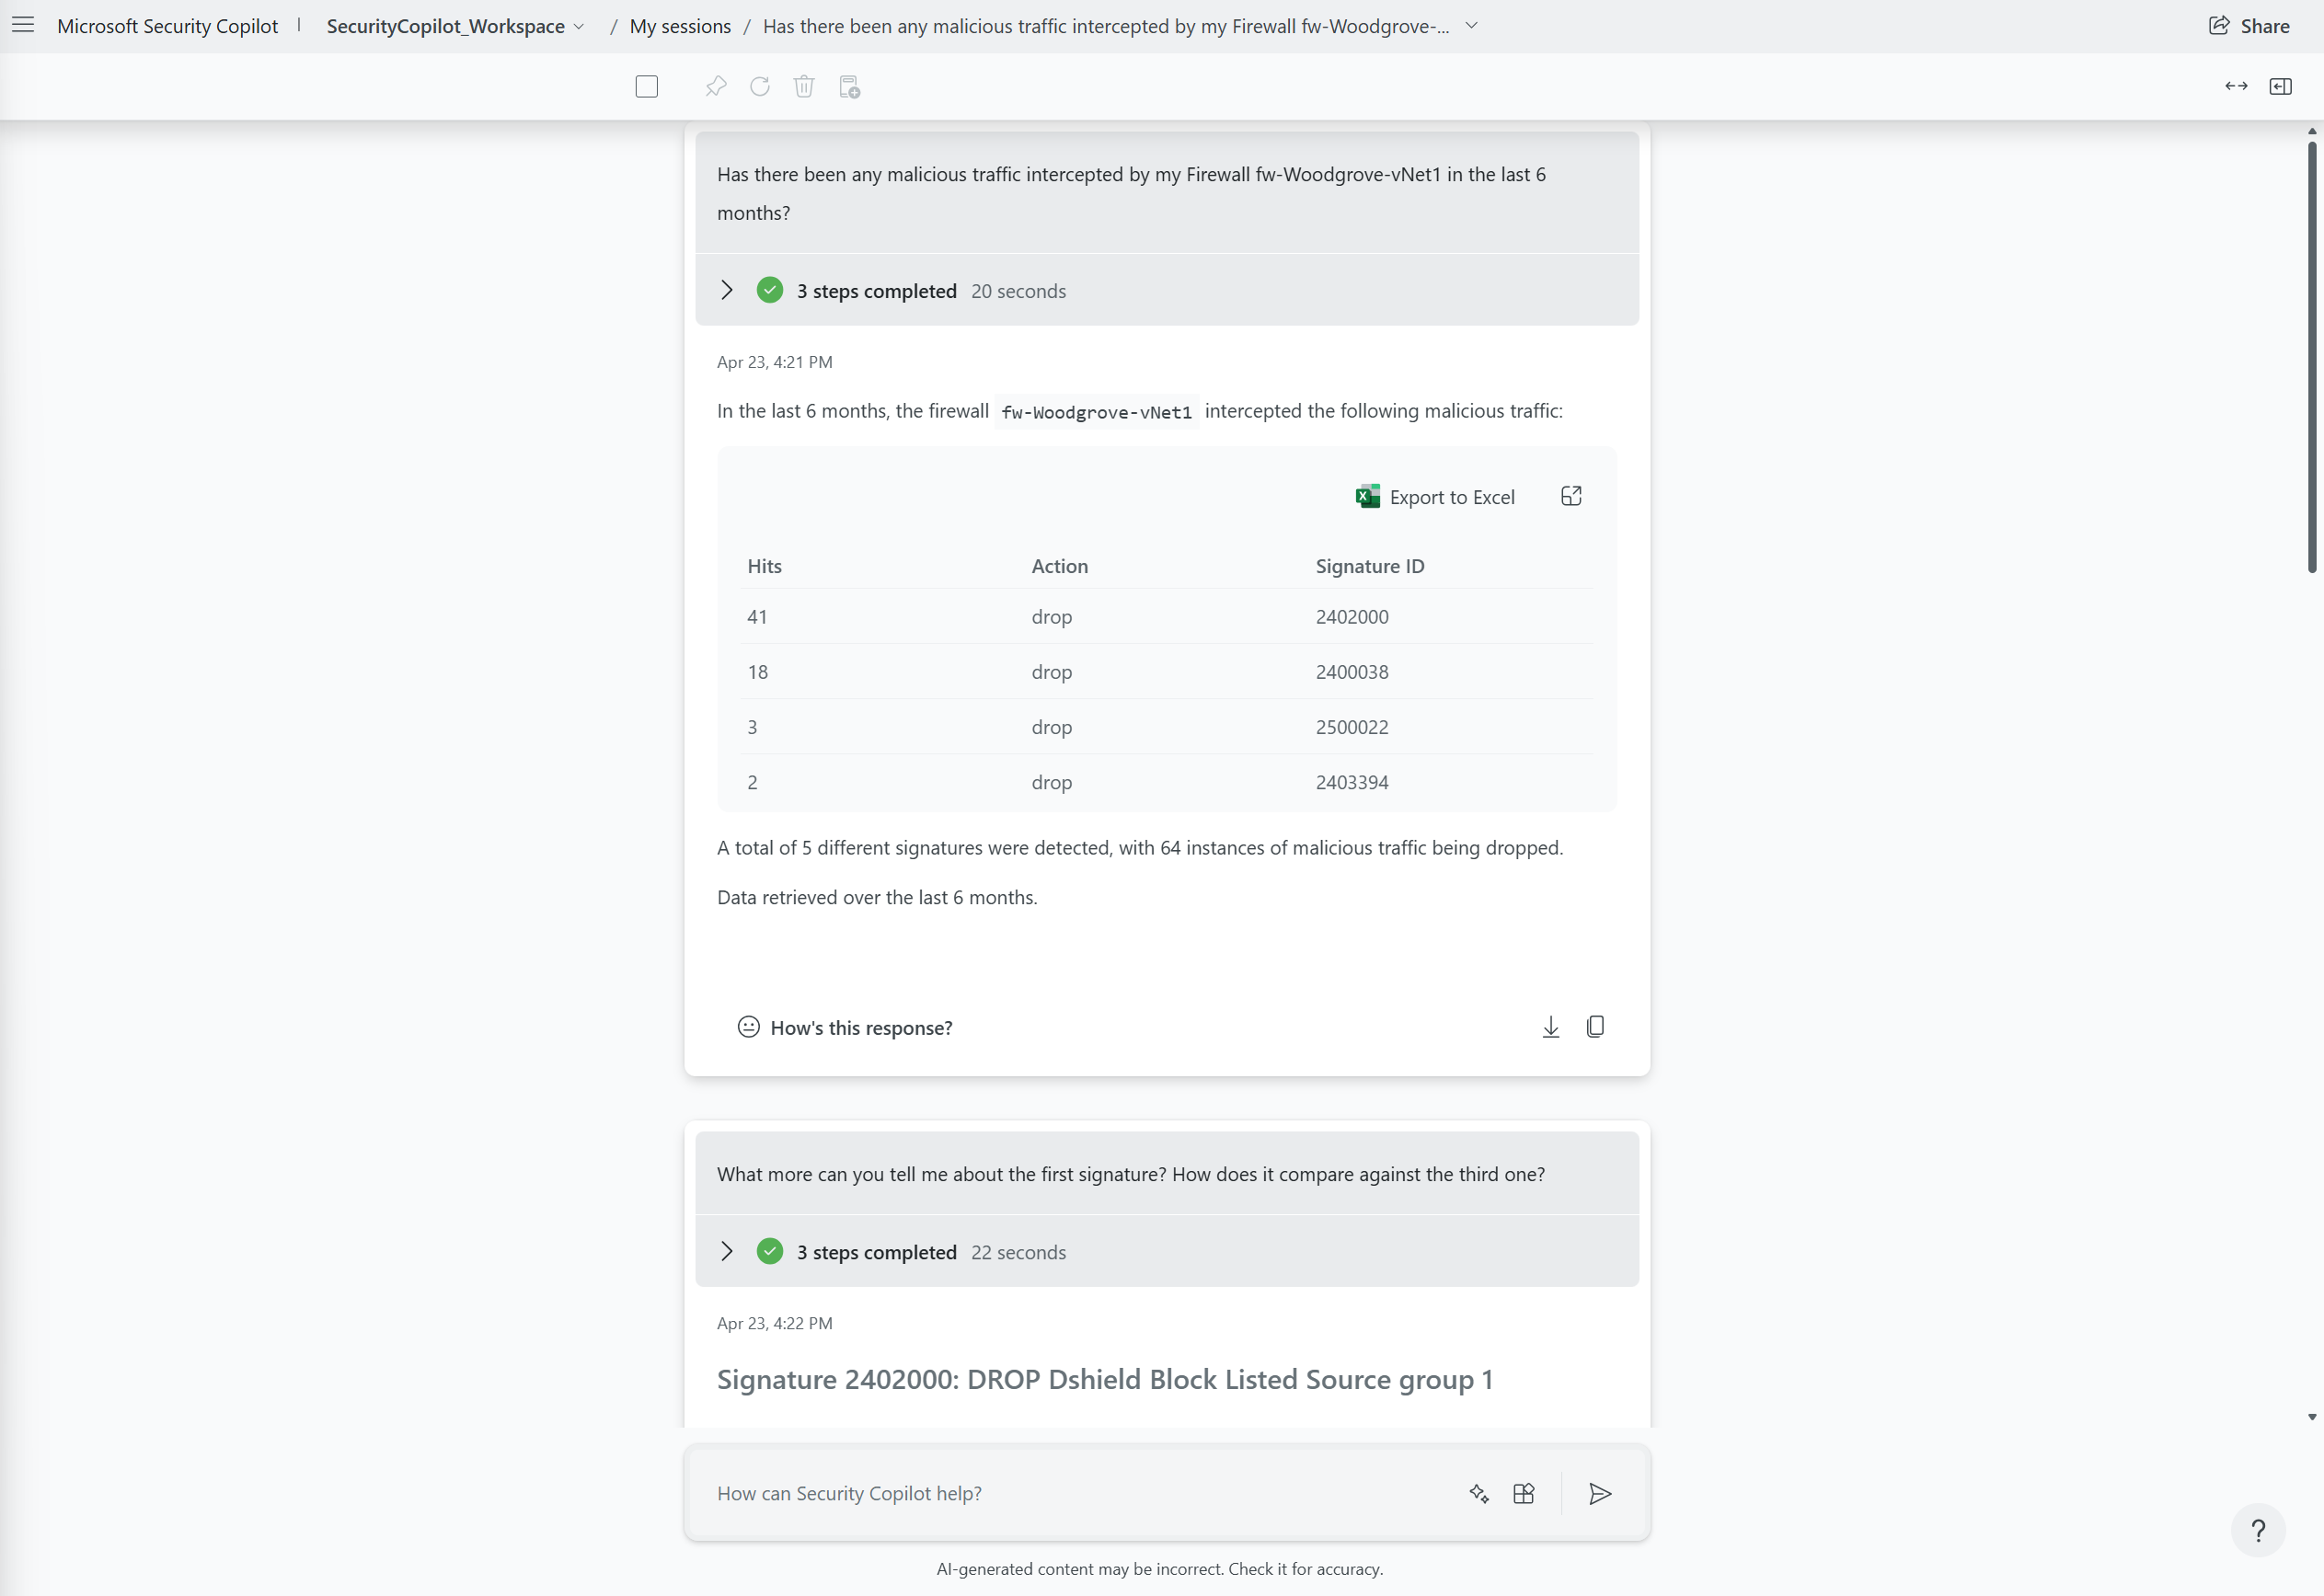 Microsoft Security Copilot | SecurityCopilot_Workspace / My sessions / Has there been any malicious traffic intercepted by my Firewall fw-Woodgrove-... Share
Has there been any malicious traffic intercepted by my Firewall fw-Woodgrove-vNet1 in the last 6
months?
3 steps completed 20 seconds
Apr 23, 4:21 PM
In the last 6 months, the firewall fw-Woodgrove-vNet1 intercepted the following malicious traffic:
Export to Excel
Hits Action Signature ID
41 drop 2402000
18 drop 2400038
3 drop 2500022
2 drop 2403394
A total of 5 different signatures were detected, with 64 instances of malicious traffic being dropped.
Data retrieved over the last 6 months.
How's this response?
What more can you tell me about the first signature? How does it compare against the third one?
3 steps completed 22 seconds
Apr 23, 4:22 PM
Signature 2402000: DROP Dshield Block Listed Source group 1
How can Security Copilot help?
?
AI-generated content may be incorrect. Check it for accuracy.